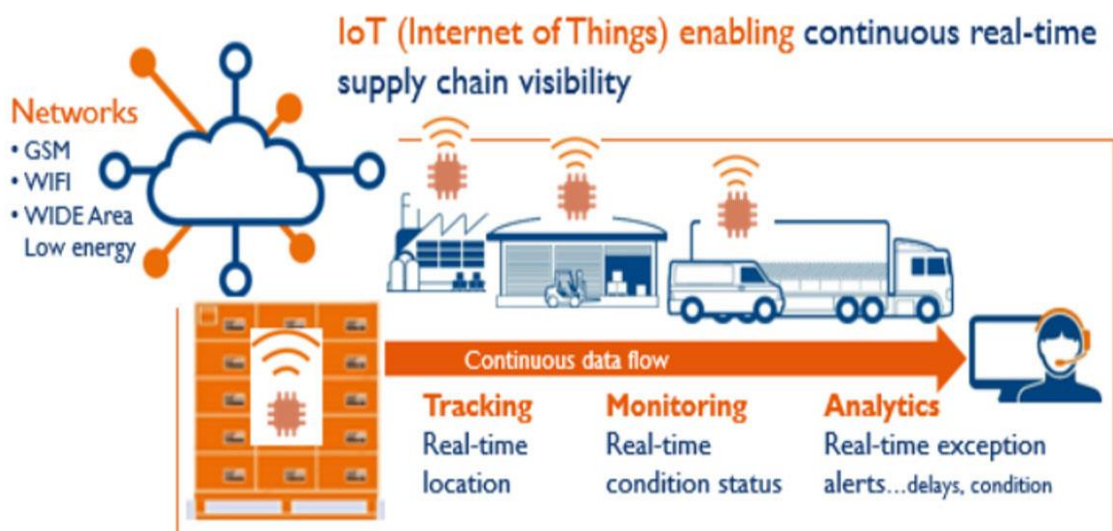 IoT (Internet of Things) enabling continuous real-time
supply chain visibility
Networks
• GSM
• WIFI
• WIDE Area
Low energy
Continuous data flow
Tracking
Real-time
location
Monitoring
Real-time
condition status
Analytics
Real-time exception
alerts...delays, condition